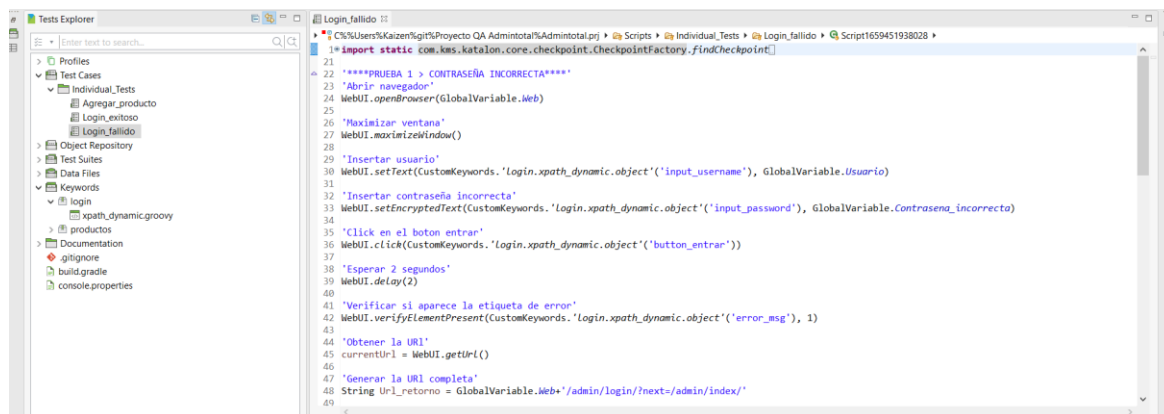 Tests Explorer
Enter text to search...
Profiles
Test Cases
Individual_Tests
Agregar_producto
Login_exitoso
Login_fallido
Object Repository
Test Suites
Data Files
Keywords
login
xpath_dynamic.groovy
productos
Documentation
.gitignore
build.gradle
console.properties
Login_fallido
C%%Users%Kaizen%git%Proyecto QA Admintotal%Admintotal.prj Scripts Individual_Tests Login_fallido Script1659451938028
1 import static com.kms.katalon.core.checkpoint.CheckpointFactory.findCheckpoint
21
22 '****PRUEBA 1 > CONTRASEÑA INCORRECTA****'
23 'Abrir navegador'
24 WebUI.openBrowser(GlobalVariable.Web)
25
26 'Maximizar ventana'
27 WebUI.maximizeWindow()
28
29 'Insertar usuario'
30 WebUI.setText(CustomKeywords.'login.xpath_dynamic.object'('input_username'), GlobalVariable.Usuario)
31
32 'Insertar contraseña incorrecta'
33 WebUI.setEncryptedText(CustomKeywords.'login.xpath_dynamic.object'('input_password'), GlobalVariable.Contrasena_incorrecta)
34
35 'Click en el boton entrar'
36 WebUI.click(CustomKeywords.'login.xpath_dynamic.object'('button_entrar'))
37
38 'Esperar 2 segundos'
39 WebUI.delay(2)
40
41 'Verificar si aparece la etiqueta de error'
42 WebUI.verifyElementPresent(CustomKeywords.'login.xpath_dynamic.object'('error_msg'), 1)
43
44 'Obtener la URl'
45 currentUrl = WebUI.getUrl()
46
47 'Generar la URl completa'
48 String Url_retorno = GlobalVariable.Web+'/admin/login/?next=/admin/index/'
49